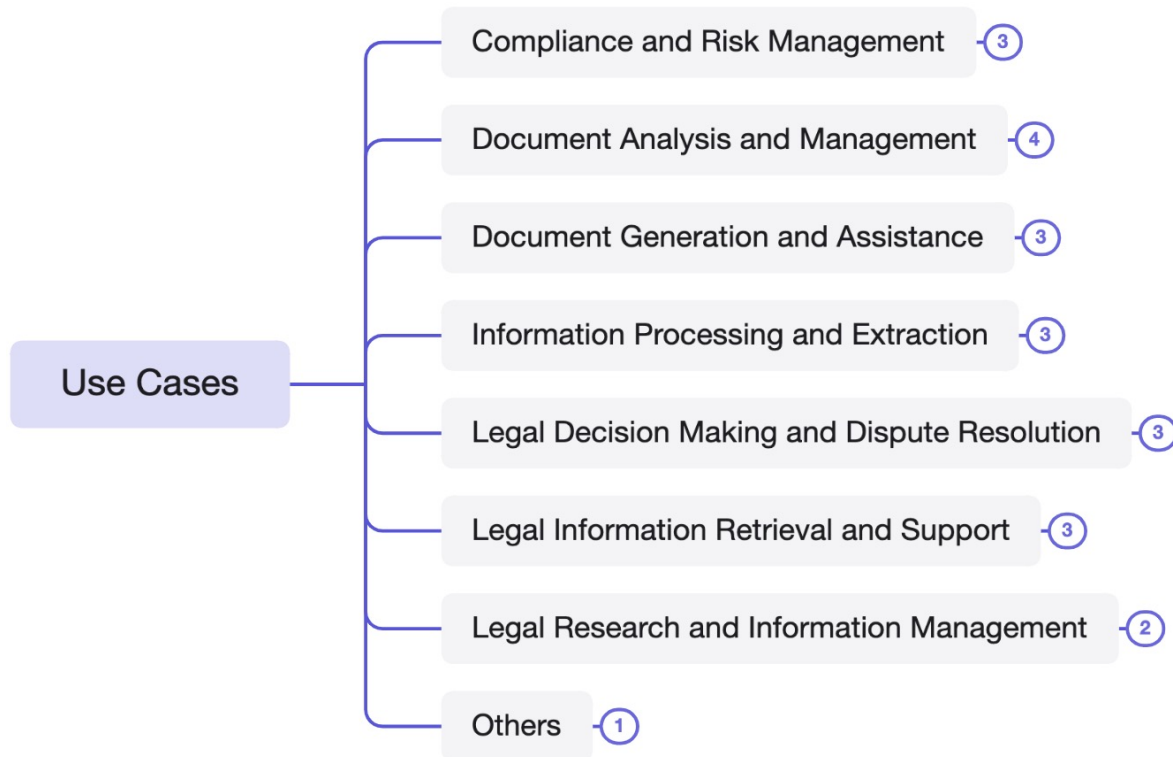 Compliance and Risk Management 3
Document Analysis and Management 4
Document Generation and Assistance 3
Information Processing and Extraction 3
Use Cases
Legal Decision Making and Dispute Resolution 3
Legal Information Retrieval and Support 3
Legal Research and Information Management 2
Others 1